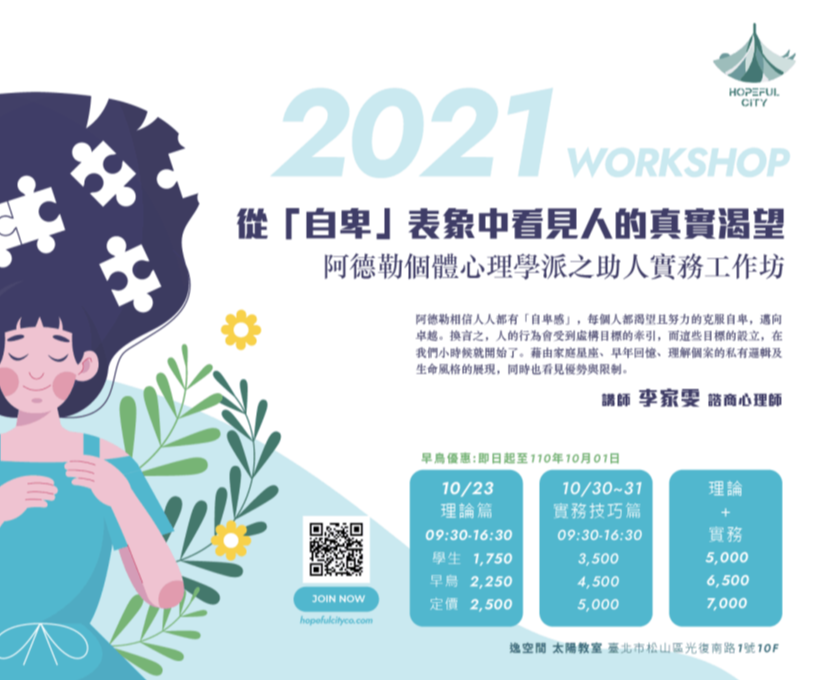 HOPEFUL
CITY
2021 WORKSHOP
從「自卑」表象中看見人的真實渴望
阿德勒個體心理學派之助人實務工作坊
阿德勒相信人人都有「自卑感」，每個人都渴望且努力的克服自卑，邁向
卓越。換言之，人的行為會受到虛構目標的牽引，而這些目標的設立，在
我們小時候就開始了。藉由家庭星座、早年回憶、理解個案的私有邏輯及
生命風格的展現，同時也看見優勢與限制。
講師 李家雯 諮商心理師
早鳥優惠:即日起至110年10月01日
10/23
理論篇
09:30-16:30
學生 1,750
早鳥 2,250
定價 2,500
10/30~31
實務技巧篇
09:30-16:30
3,500
4,500
5,000
理論
+
實務
5,000
6,500
7,000
JOIN NOW
hopefulcityco.com
逸空間 太陽教室 臺北市松山區光復南路1號10F